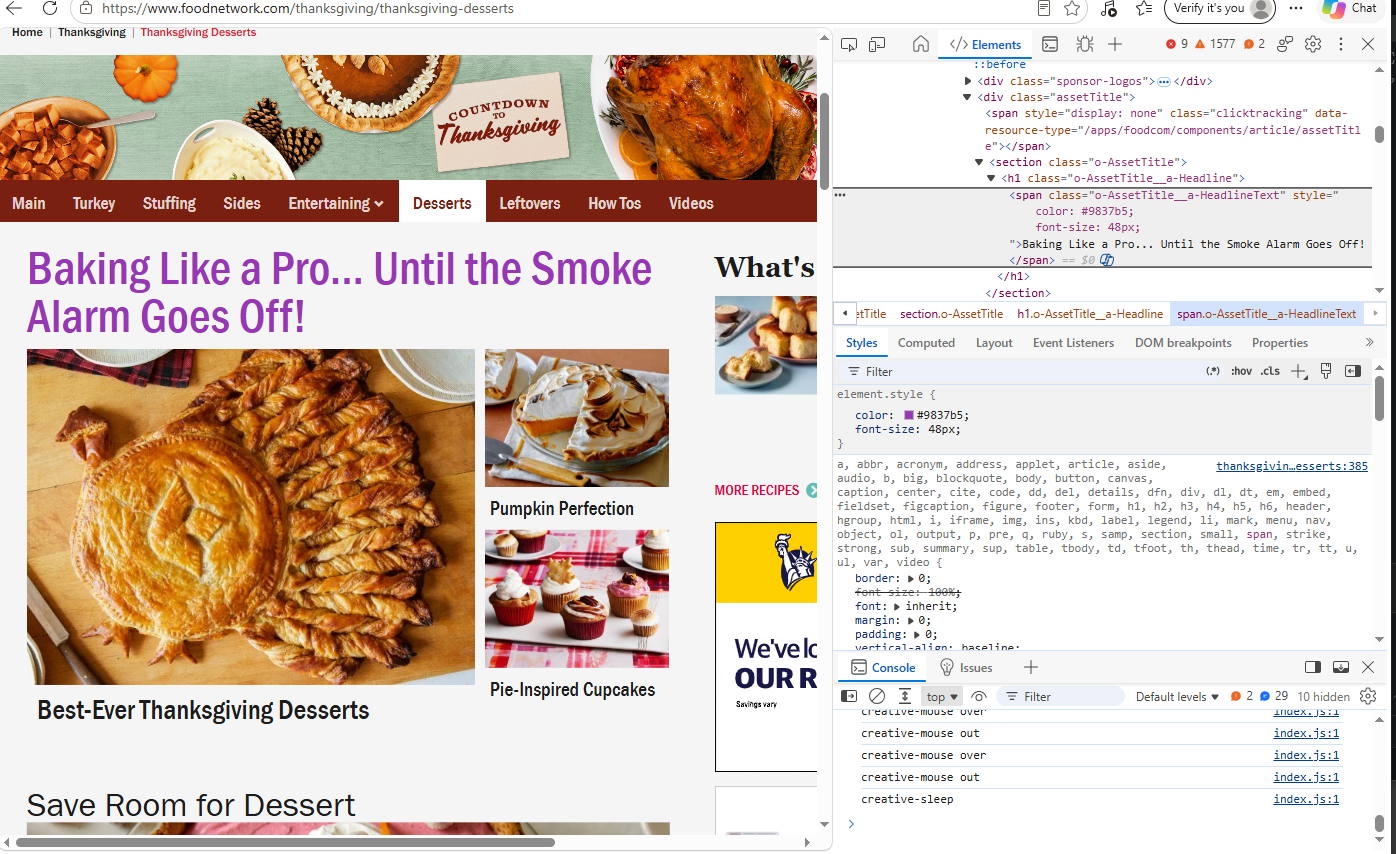 https://www.foodnetwork.com/thanksgiving/thanksgiving-desserts
Verify it's you
Chat
Home | Thanksgiving | Thanksgiving Desserts
COUNTDOWN
TO
Thanksgiving
Main Turkey Stuffing Sides Entertaining Desserts Leftovers How Tos Videos
Baking Like a Pro... Until the Smoke
Alarm Goes Off!
What's
Pumpkin Perfection
MORE RECIPES
Pie-Inspired Cupcakes
Best-Ever Thanksgiving Desserts
We've lo
OUR R
Savings vary
Save Room for Dessert
Elements
9 1577 2
::before
<div class="sponsor-logos"> ⋯ </div>
<div class="assetTitle">
<span style="display: none" class="clicktracking" data-
resource-type="/apps/foodcom/components/article/assetTitl
e"></span>
<section class="o-AssetTitle">
<h1 class="o-AssetTitle__a-Headline">
<span class="o-AssetTitle__a-HeadlineText" style="
color: #9837b5;
font-size: 48px;
">Baking Like a Pro... Until the Smoke Alarm Goes Off!
</span> == $0
</h1>
</section>
etTitle section.o-AssetTitle h1.o-AssetTitle__a-Headline span.o-AssetTitle__a-HeadlineText
Styles Computed Layout Event Listeners DOM breakpoints Properties
Filter (.*) :hov .cls
element.style {
color: #9837b5;
font-size: 48px;
}
a, abbr, acronym, address, applet, article, aside, thanksgivin…esserts:385
audio, b, big, blockquote, body, button, canvas,
caption, center, cite, code, dd, del, details, dfn, div, dl, dt, em, embed,
fieldset, figcaption, figure, footer, form, h1, h2, h3, h4, h5, h6, header,
hgroup, html, i, iframe, img, ins, kbd, label, legend, li, mark, menu, nav,
object, ol, output, p, pre, q, ruby, s, samp, section, small, span, strike,
strong, sub, summary, sup, table, tbody, td, tfoot, th, thead, time, tr, tt, u,
ul, var, video {
border: 0;
font-size: 100%;
font: inherit;
margin: 0;
padding: 0;
vertical-align: baseline;
Console Issues
top Filter Default levels 2 29 10 hidden
creative-mouse over index.js:1
creative-mouse out index.js:1
creative-mouse over index.js:1
creative-mouse out index.js:1
creative-sleep index.js:1